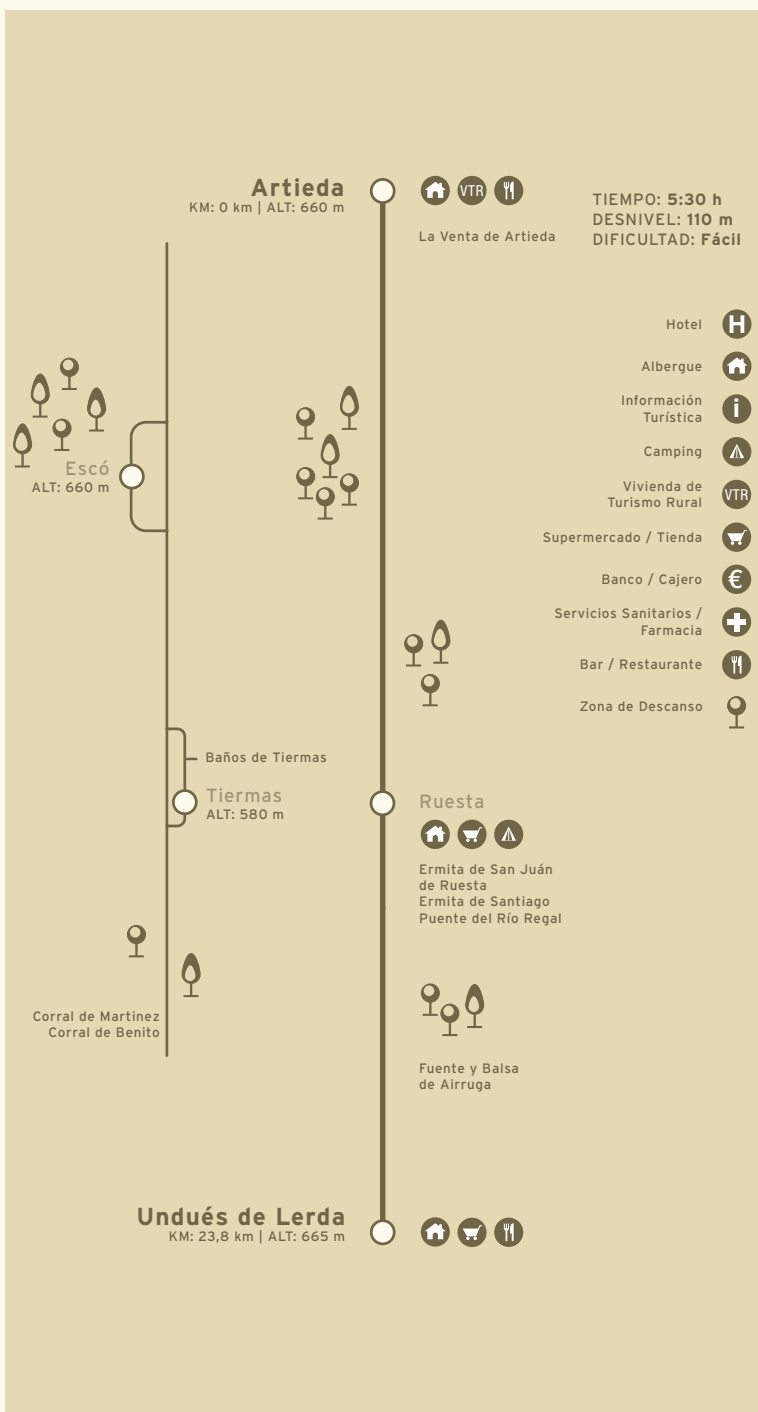 Artieda
KM: 0 km | ALT: 660 m
VTR
La Venta de Artieda
TIEMPO: 5:30 h
DESNIVEL: 110 m
DIFICULTAD: Fácil
Hotel
H
Albergue
Información
Turística
i
Camping
Vivienda de
Turismo Rural
VTR
Supermercado / Tienda
Banco / Cajero
€
Servicios Sanitarios /
Farmacia
Bar / Restaurante
Zona de Descanso
Escó
ALT: 660 m
Baños de Tiermas
Tiermas
ALT: 580 m
Ruesta
Ermita de San Juán
de Ruesta
Ermita de Santiago
Puente del Río Regal
Corral de Martinez
Corral de Benito
Fuente y Balsa
de Airruga
Undués de Lerda
KM: 23,8 km | ALT: 665 m